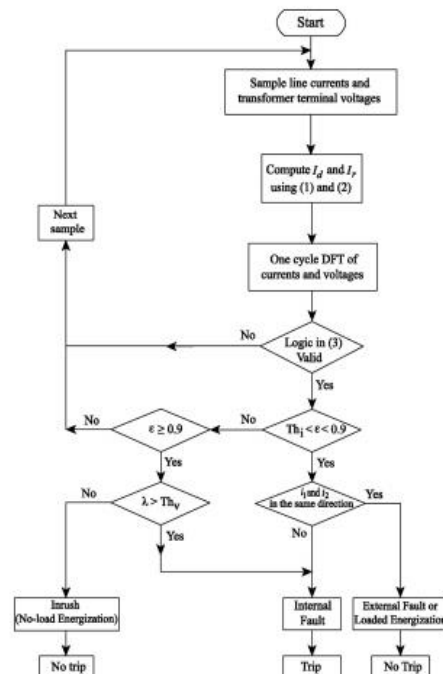 Start
Sample line currents and
transformer terminal voltages
Compute I_d and I_r
using (1) and (2)
Next
sample
One cycle DFT of
currents and voltages
No
Logic in (3)
Valid
Yes
No
ε ≥ 0.9
No
Th_i < ε < 0.9
Yes
Yes
No
λ > Th_v
i_1 and i_2
in the same direction
Yes
Yes
No
Inrush
(No-load Energization)
Internal
Fault
External Fault or
Loaded Energization
No trip
Trip
No Trip